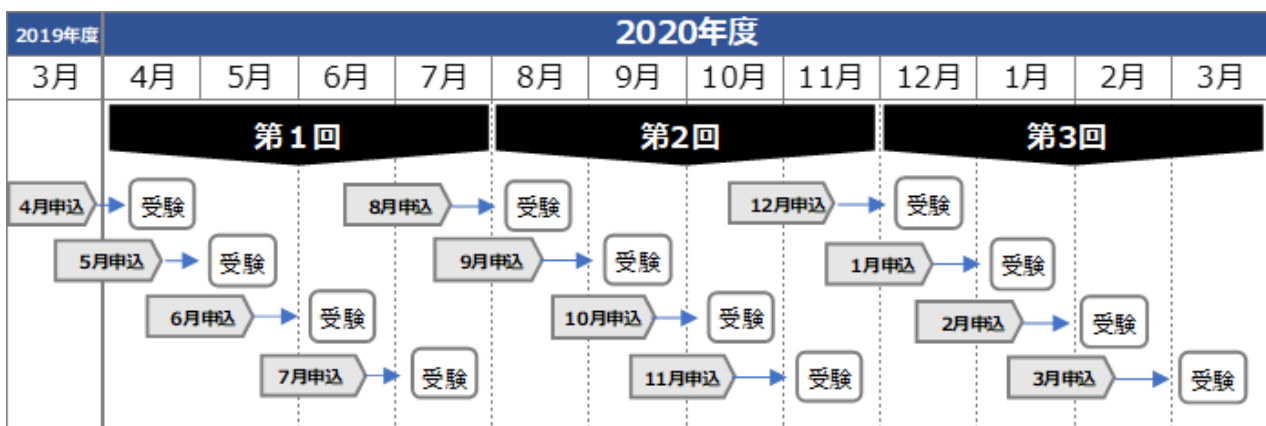 2019年度 2020年度
3月 4月 5月 6月 7月 8月 9月 10月 11月 12月 1月 2月 3月
第１回 第2回 第3回
4月申込 受験 8月申込 受験 12月申込 受験
5月申込 受験 9月申込 受験 1月申込 受験
6月申込 受験 10月申込 受験 2月申込 受験
7月申込 受験 11月申込 受験 3月申込 受験